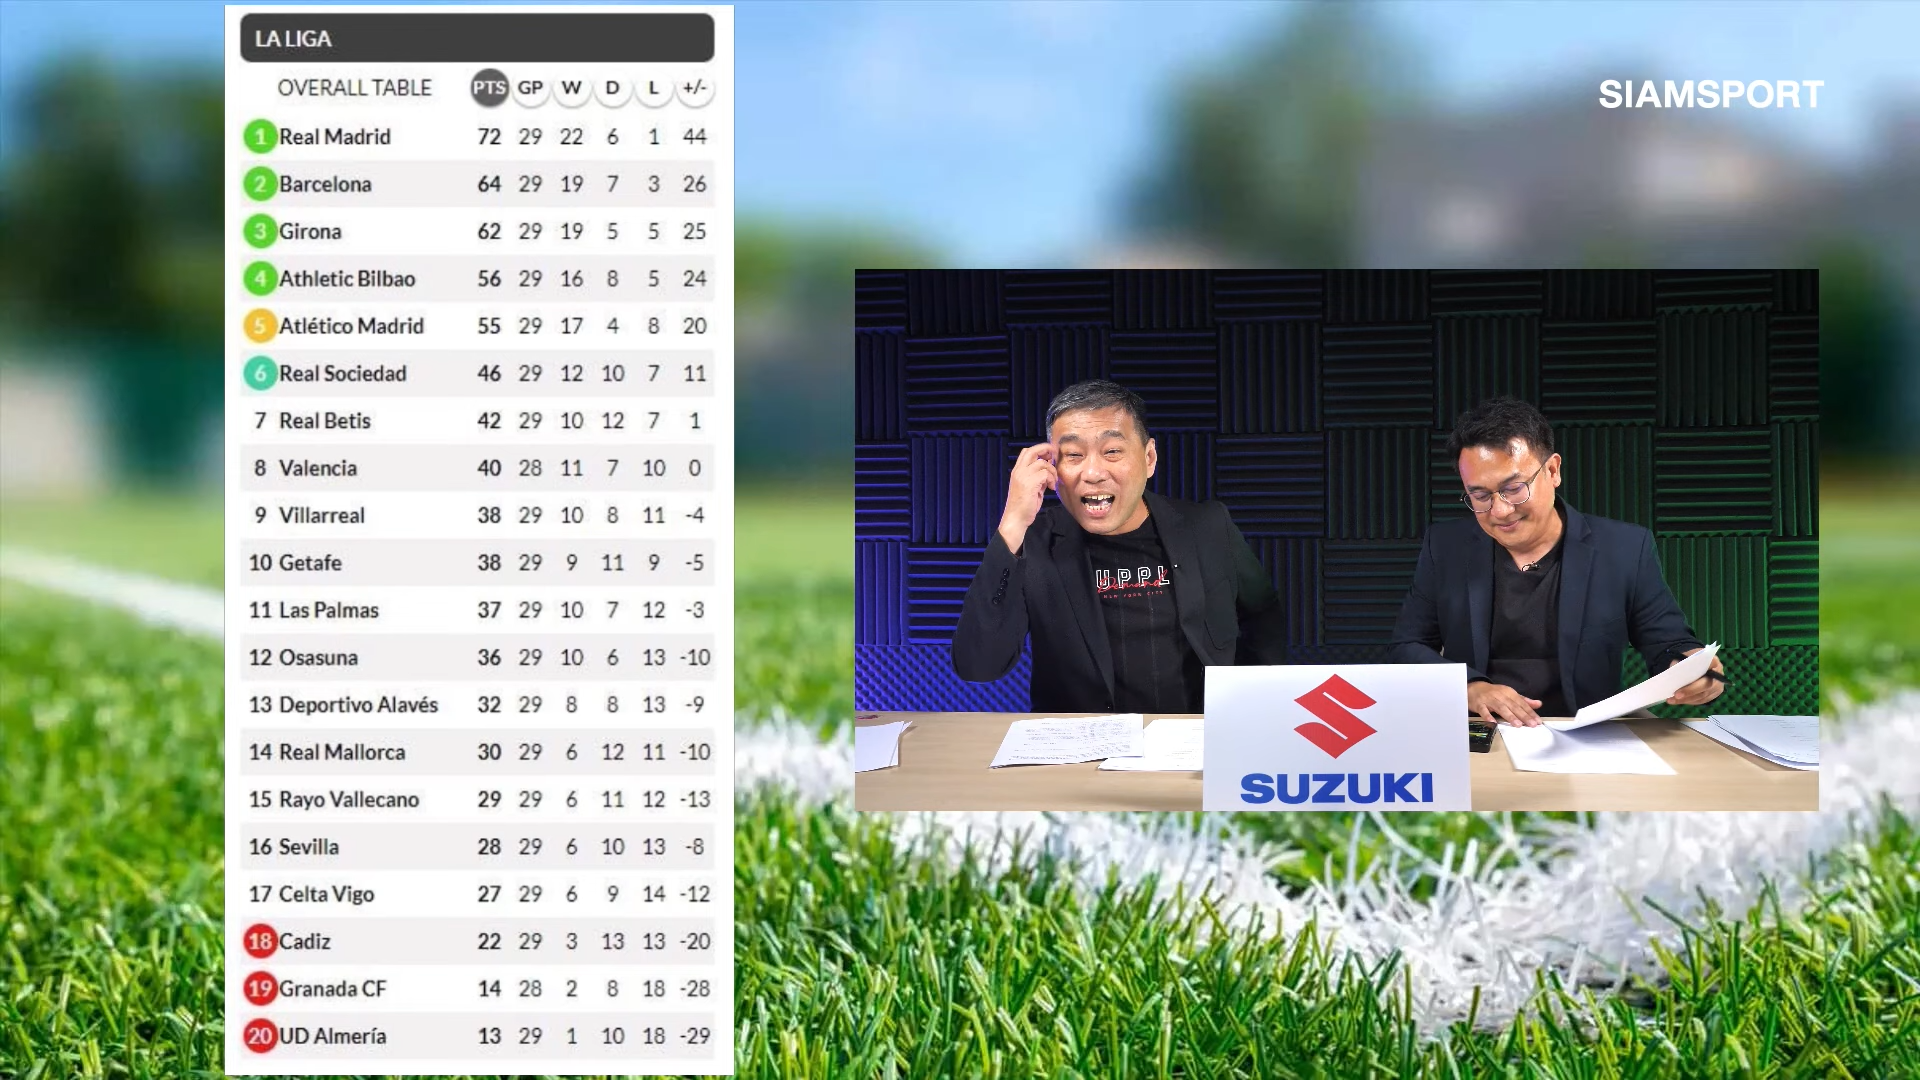 LA LIGA
OVERALL TABLE PTS GP W D L +/-
1 Real Madrid 72 29 22 6 1 44
2 Barcelona 64 29 19 7 3 26
3 Girona 62 29 19 5 5 25
4 Athletic Bilbao 56 29 16 8 5 24
5 Atlético Madrid 55 29 17 4 8 20
6 Real Sociedad 46 29 12 10 7 11
7 Real Betis 42 29 10 12 7 1
8 Valencia 40 28 11 7 10 0
9 Villarreal 38 29 10 8 11 -4
10 Getafe 38 29 9 11 9 -5
11 Las Palmas 37 29 10 7 12 -3
12 Osasuna 36 29 10 6 13 -10
13 Deportivo Alavés 32 29 8 8 13 -9
14 Real Mallorca 30 29 6 12 11 -10
15 Rayo Vallecano 29 29 6 11 12 -13
16 Sevilla 28 29 6 10 13 -8
17 Celta Vigo 27 29 6 9 14 -12
18 Cadiz 22 29 3 13 13 -20
19 Granada CF 14 28 2 8 18 -28
20 UD Almería 13 29 1 10 18 -29
SIAMSPORT
UPPL
NEW YORK CITY
SUZUKI